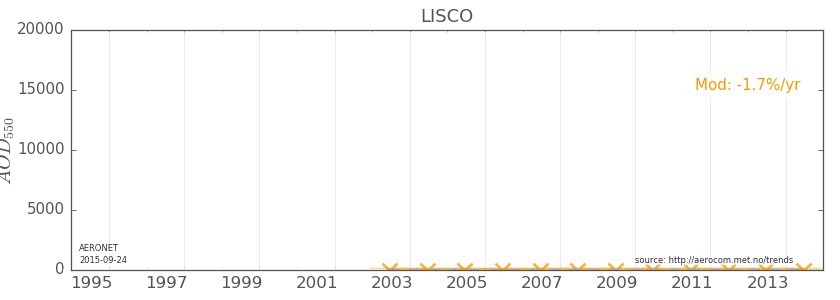 LISCO
20000
15000
10000
5000
0
AOD550
Mod: -1.7%/yr
AERONET
2015-09-24
source: http://aerocom.met.no/trends
1995 1997 1999 2001 2003 2005 2007 2009 2011 2013